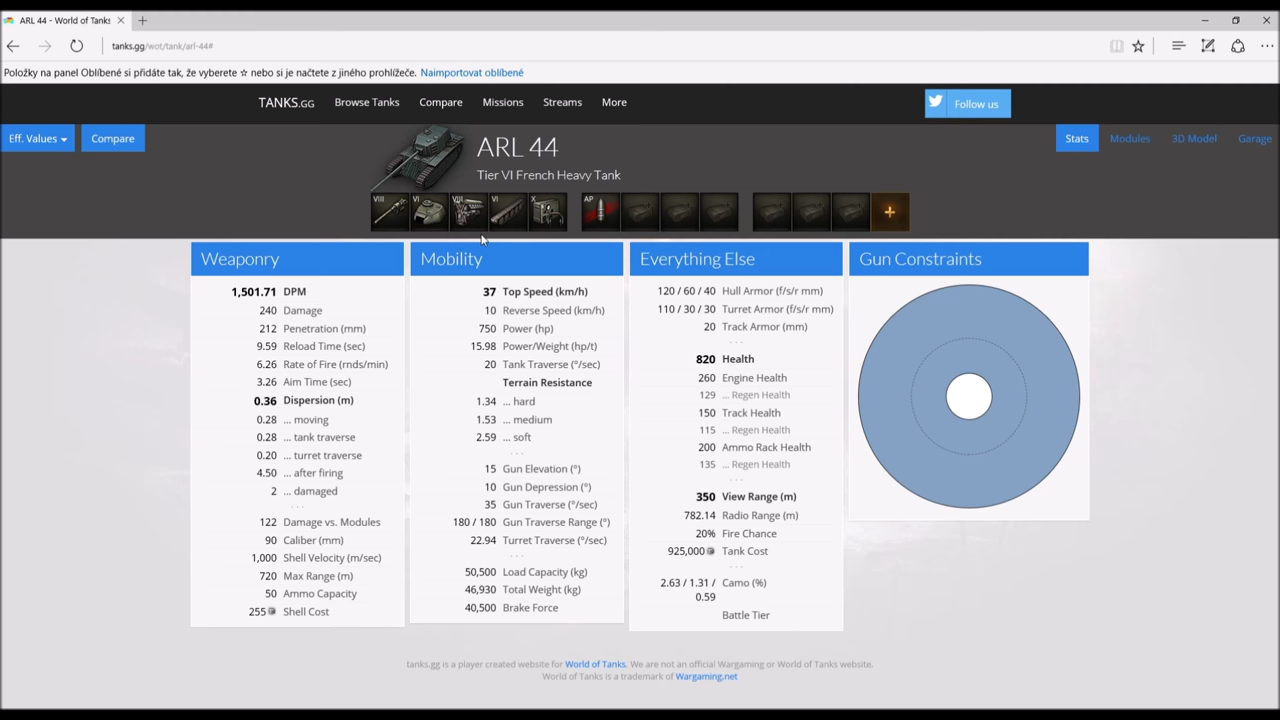 ARL 44 - World of Tanks
tanks.gg/wot/tank/arl-44#
Položky na panel Oblíbené si přidáte tak, že vyberete ☆ nebo si je načtete z jiného prohlížeče. Naimportovat oblíbené
TANKS.GG Browse Tanks Compare Missions Streams More Follow us
Eff. Values Compare
ARL 44
Tier VI French Heavy Tank
Stats Modules 3D Model Garage
VIII VI VIII VI X AP
Weaponry
1,501.71 DPM
240 Damage
212 Penetration (mm)
9.59 Reload Time (sec)
6.26 Rate of Fire (rnds/min)
3.26 Aim Time (sec)
0.36 Dispersion (m)
0.28 ... moving
0.28 ... tank traverse
0.20 ... turret traverse
4.50 ... after firing
2 ... damaged
...
122 Damage vs. Modules
90 Caliber (mm)
1,000 Shell Velocity (m/sec)
720 Max Range (m)
50 Ammo Capacity
255 Shell Cost
Mobility
37 Top Speed (km/h)
10 Reverse Speed (km/h)
750 Power (hp)
15.98 Power/Weight (hp/t)
20 Tank Traverse (°/sec)
Terrain Resistance
1.34 ... hard
1.53 ... medium
2.59 ... soft
...
15 Gun Elevation (°)
10 Gun Depression (°)
35 Gun Traverse (°/sec)
180 / 180 Gun Traverse Range (°)
22.94 Turret Traverse (°/sec)
...
50,500 Load Capacity (kg)
46,930 Total Weight (kg)
40,500 Brake Force
Everything Else
120 / 60 / 40 Hull Armor (f/s/r mm)
110 / 30 / 30 Turret Armor (f/s/r mm)
20 Track Armor (mm)
...
820 Health
260 Engine Health
129 ... Regen Health
150 Track Health
115 ... Regen Health
200 Ammo Rack Health
135 ... Regen Health
...
350 View Range (m)
782.14 Radio Range (m)
20% Fire Chance
925,000 Tank Cost
...
2.63 / 1.31 / Camo (%)
0.59
Battle Tier
Gun Constraints
tanks.gg is a player created website for World of Tanks. We are not an official Wargaming or World of Tanks website.
World of Tanks is a trademark of Wargaming.net